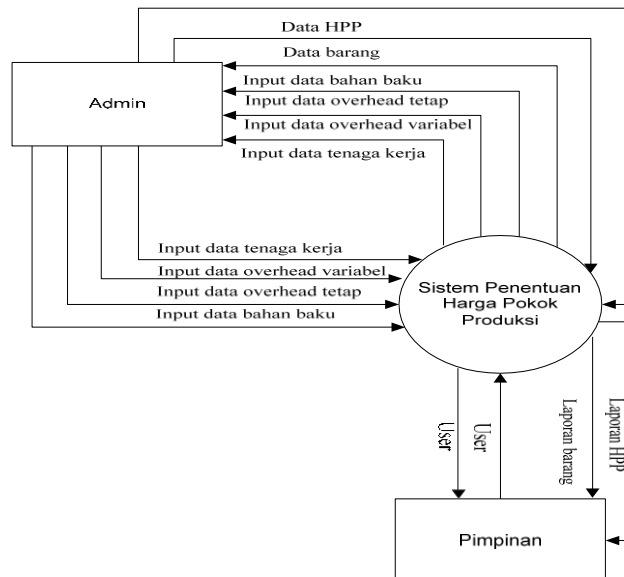 Data HPP
Data barang
Input data bahan baku
Input data overhead tetap
Input data overhead variabel
Input data tenaga kerja
Admin
Input data tenaga kerja
Input data overhead variabel
Input data overhead tetap
Input data bahan baku
Sistem Penentuan
Harga Pokok
Produksi
User
User
Laporan barang
Laporan HPP
Pimpinan